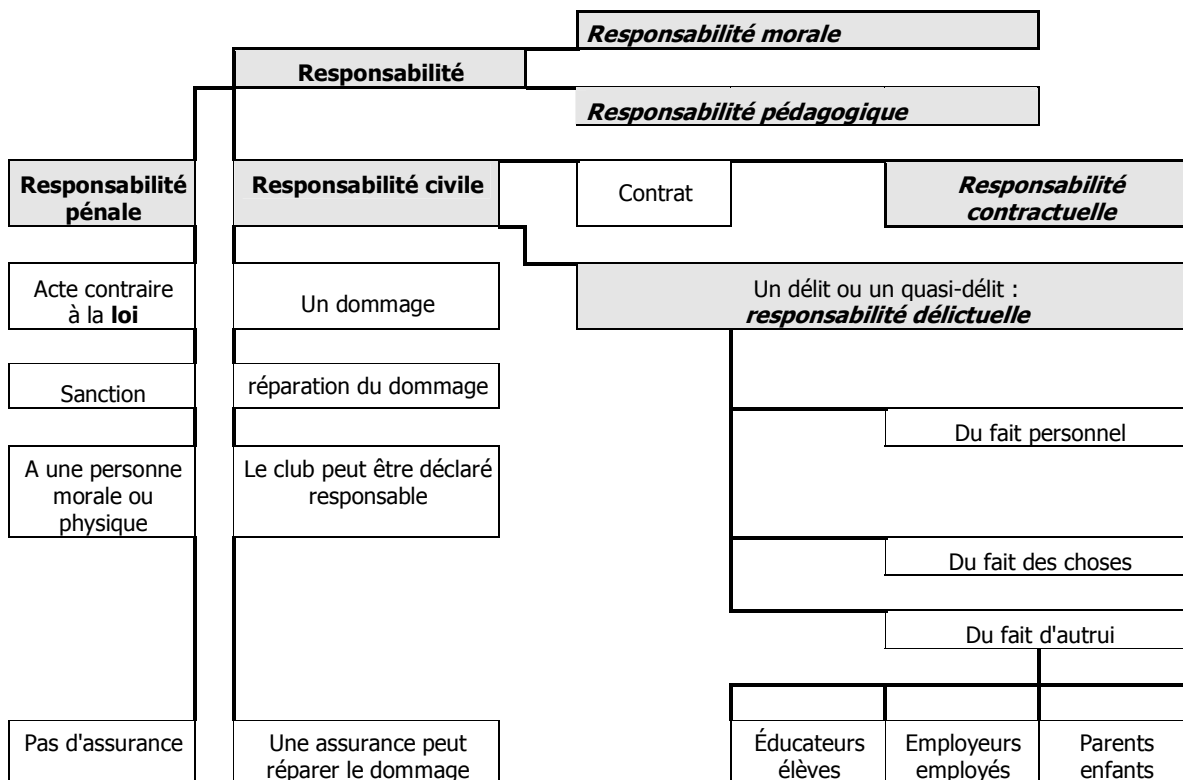 Responsabilité morale
Responsabilité
Responsabilité pédagogique
Responsabilité
pénale
Responsabilité civile
Contrat
Responsabilité
contractuelle
Acte contraire
à la loi
Un dommage
Un délit ou un quasi-délit :
responsabilité délictuelle
Sanction
réparation du dommage
Du fait personnel
A une personne
morale ou
physique
Le club peut être déclaré
responsable
Du fait des choses
Du fait d'autrui
Pas d'assurance
Une assurance peut
réparer le dommage
Éducateurs
élèves
Employeurs
employés
Parents
enfants